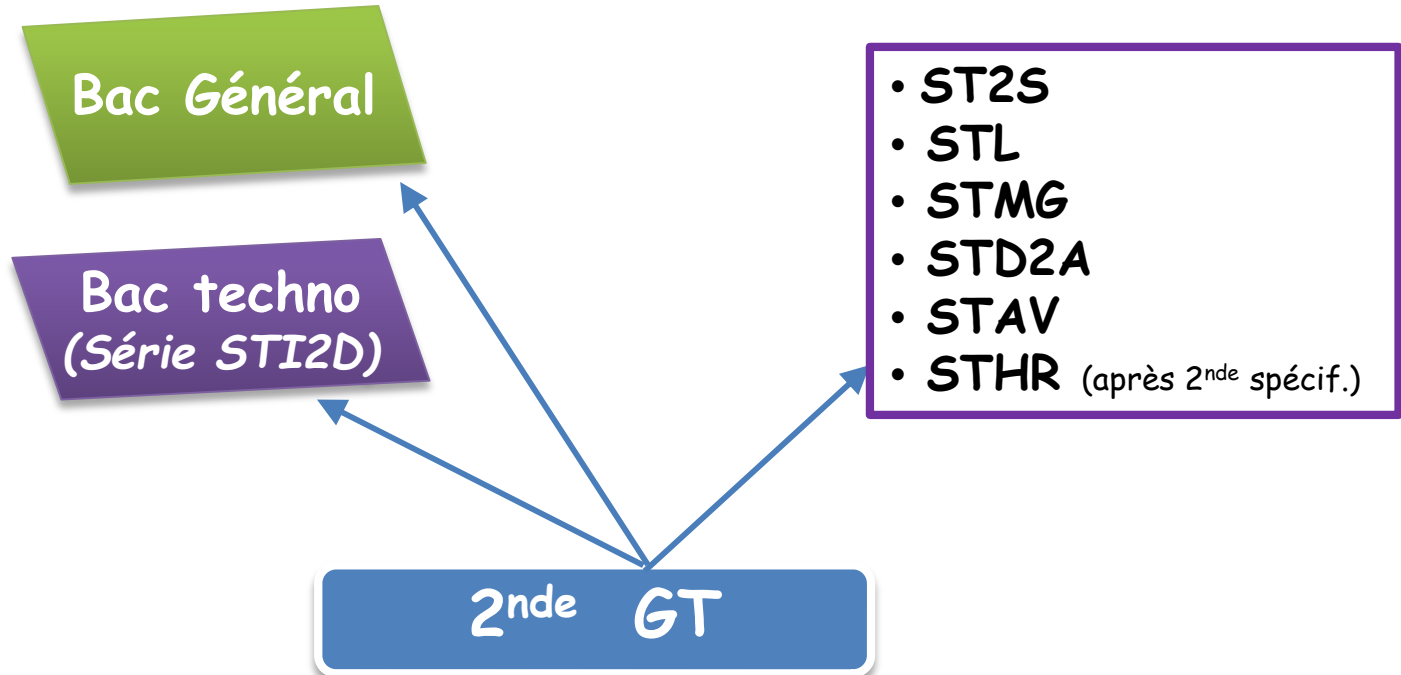 Bac Général
Bac techno
(Série STI2D)
• ST2S
• STL
• STMG
• STD2A
• STAV
• STHR (après 2nde spécif.)
2nde GT